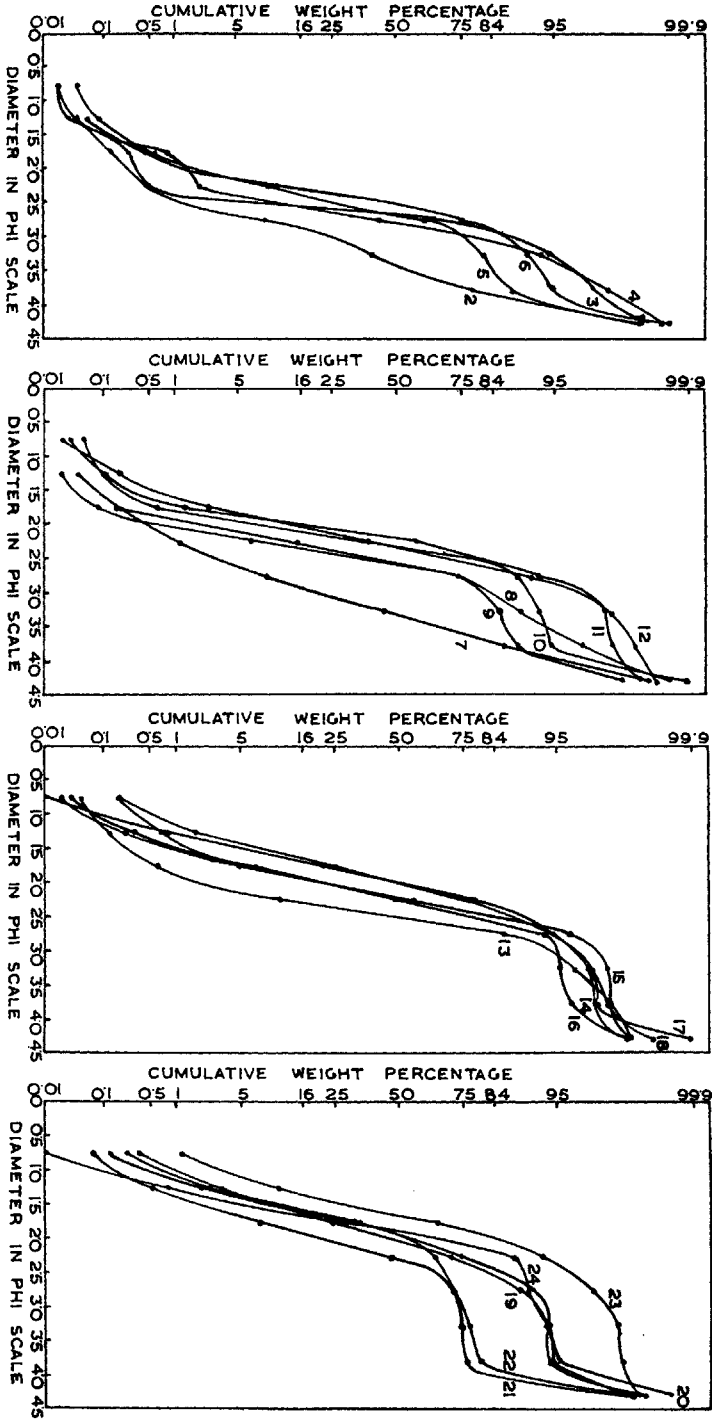 CUMULATIVE WEIGHT PERCENTAGE
0.01 0.1 0.5 1 5 16 25 50 75 84 95 99.9
0.0 0.5 1.0 1.5 2.0 2.5 3.0 3.5 4.0 4.5
DIAMETER IN PHI SCALE
2 5 6 3 4
CUMULATIVE WEIGHT PERCENTAGE
0.01 0.1 0.5 1 5 16 25 50 75 84 95 99.9
0.0 0.5 1.0 1.5 2.0 2.5 3.0 3.5 4.0 4.5
DIAMETER IN PHI SCALE
7 9 8 10 11 12
CUMULATIVE WEIGHT PERCENTAGE
0.01 0.1 0.5 1 5 16 25 50 75 84 95 99.9
0.0 0.5 1.0 1.5 2.0 2.5 3.0 3.5 4.0 4.5
DIAMETER IN PHI SCALE
13 16 14 15 18 17
CUMULATIVE WEIGHT PERCENTAGE
0.01 0.1 0.5 1 5 16 25 50 75 84 95 99.9
0.0 0.5 1.0 1.5 2.0 2.5 3.0 3.5 4.0 4.5
DIAMETER IN PHI SCALE
19 24 22 21 23 20